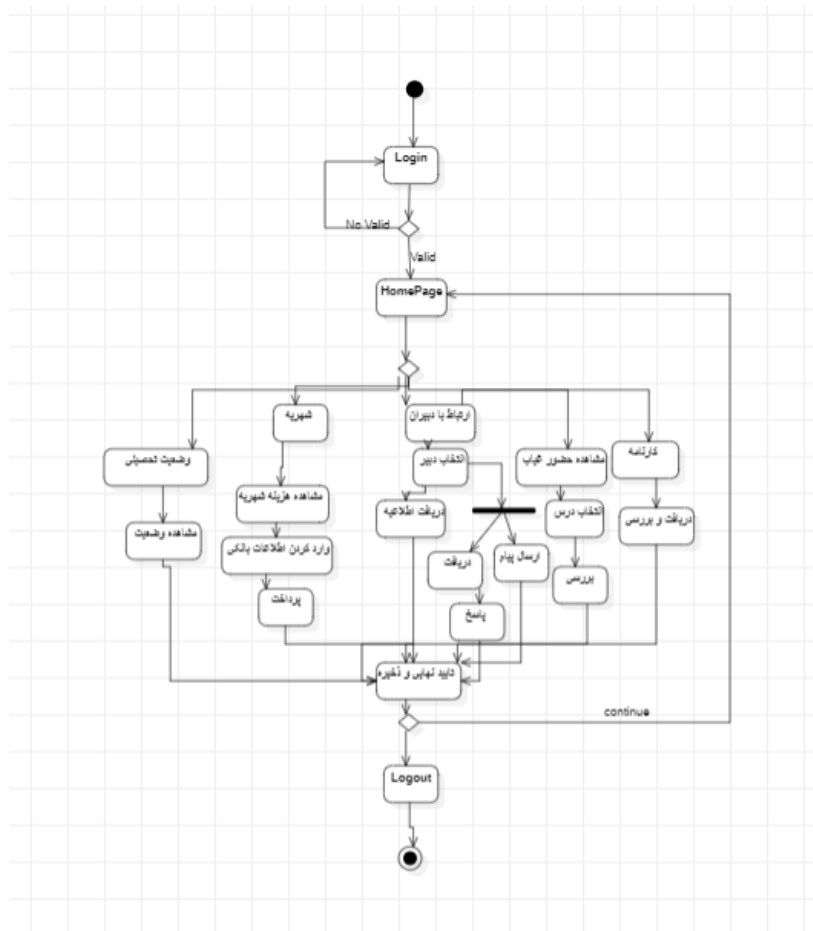 Login
No Valid
Valid
HomePage
شهریه
ارتباط با دبیران
وضعیت تحصیلی
انتخاب دبیر
مشاهده حضور غیاب
کارنامه
مشاهده هزینه شهریه
دریافت اطلاعیه
انتخاب درس
دریافت و بررسی
مشاهده وضعیت
وارد کردن اطلاعات بانکی
دریافت
ارسال پیام
بررسی
پرداخت
پاسخ
تایید نهایی و ذخیره
continue
Logout